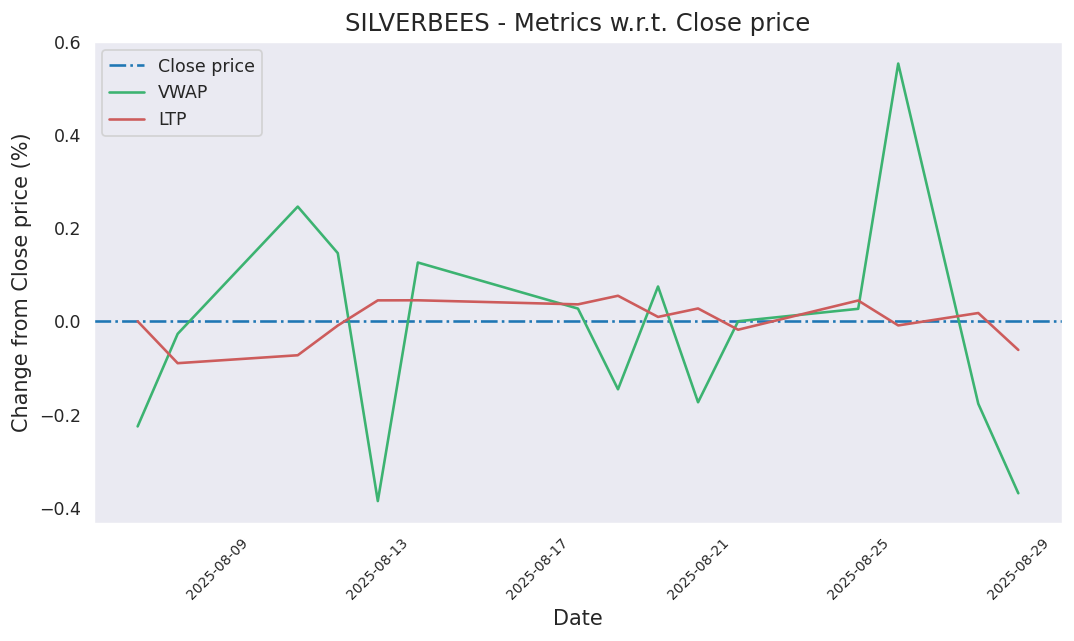 SILVERBEES - Metrics w.r.t. Close price
Close price
VWAP
LTP
Change from Close price (%)
0.6
0.4
0.2
0.0
−0.2
−0.4
2025-08-09
2025-08-13
2025-08-17
2025-08-21
2025-08-25
2025-08-29
Date